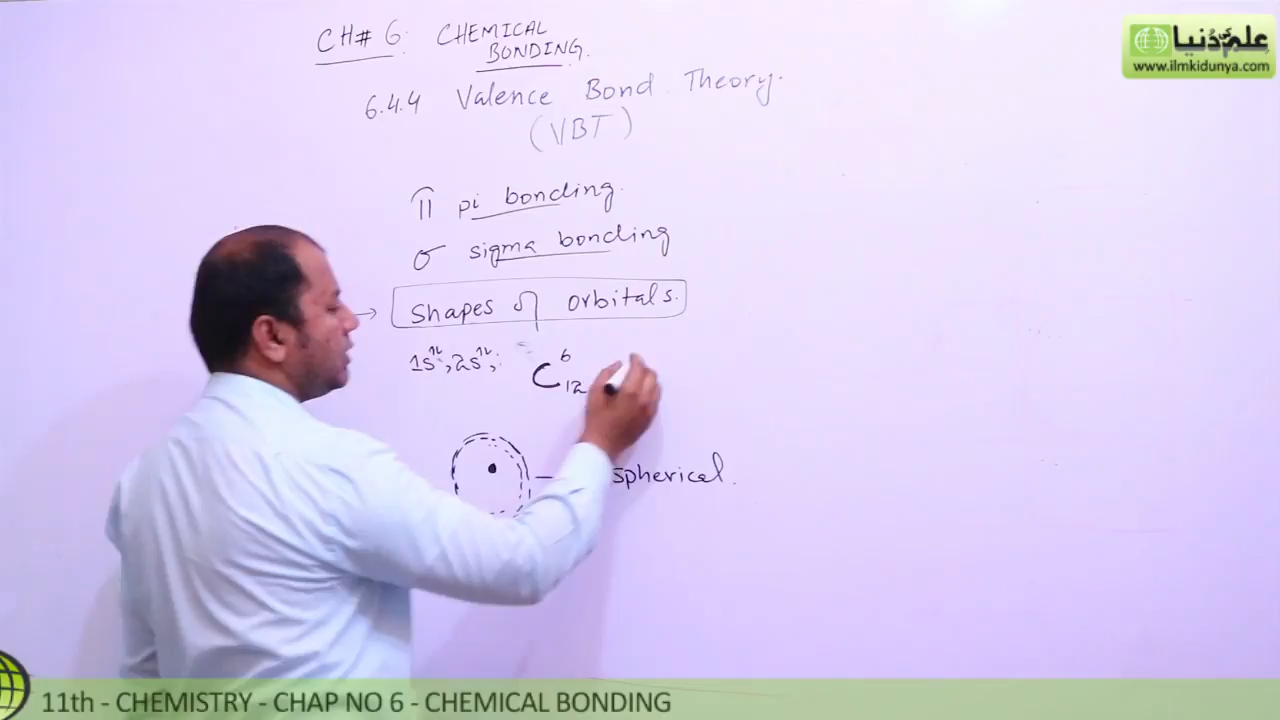 CH# 6: CHEMICAL
BONDING.
6.4.4 Valence Bond Theory.
(VBT)
π pi bonding.
σ sigma bonding
→ Shapes of orbitals.
1s², 2s²,
C 6 12
spherical.
علم کی دُنیا
www.ilmkidunya.com
11th - CHEMISTRY - CHAP NO 6 - CHEMICAL BONDING